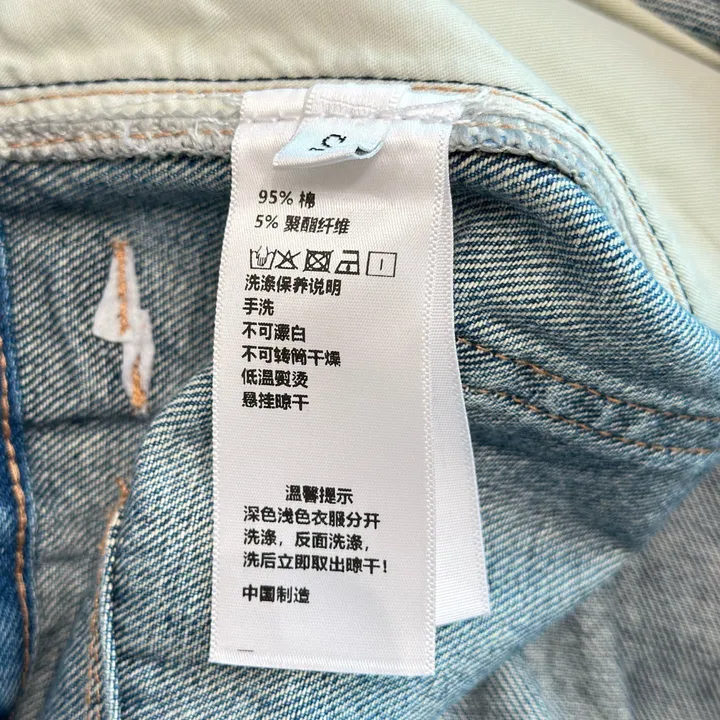 95% 棉
5% 聚酯纤维
洗涤保养说明
手洗
不可漂白
不可转筒干燥
低温熨烫
悬挂晾干
溫馨提示
深色浅色衣服分开
洗涤，反面洗涤，
洗后立即取出晾干！
中国制造